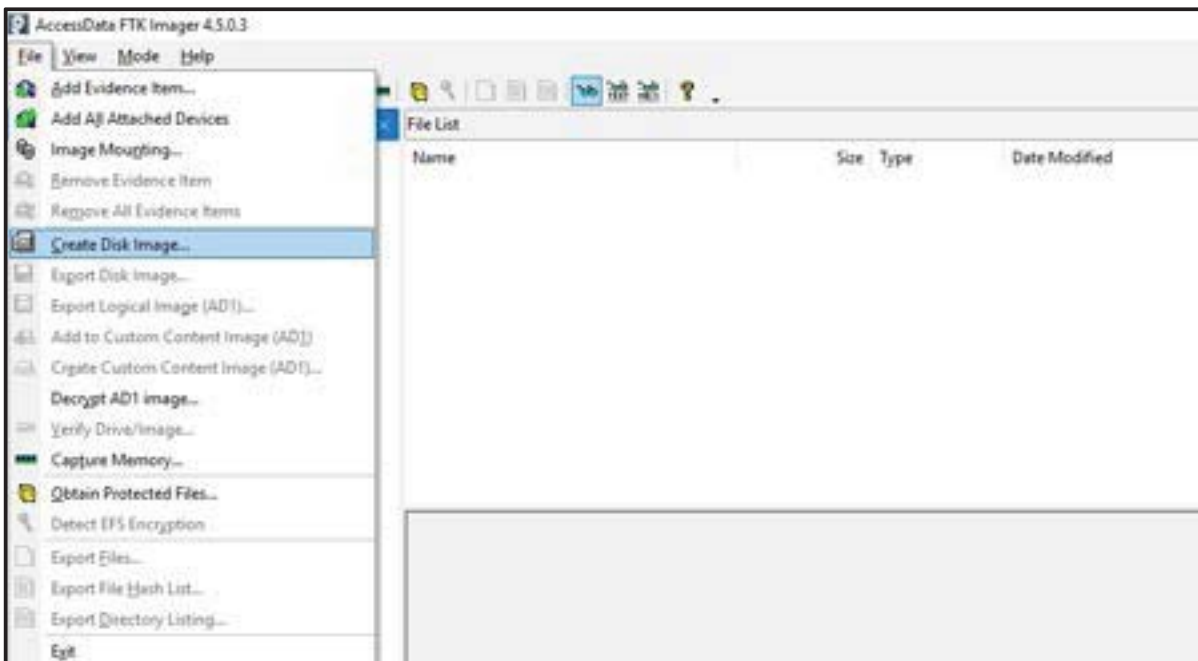 AccessData FTK Imager 4.5.0.3
File View Mode Help
Add Evidence Item...
Add All Attached Devices
Image Mounting...
Remove Evidence Item
Remove All Evidence Items
Create Disk Image...
Export Disk Image...
Export Logical Image (AD1)...
Add to Custom Content Image (AD1)
Create Custom Content Image (AD1)...
Decrypt AD1 image...
Verify Drive/Image...
Capture Memory...
Obtain Protected Files...
Detect EFS Encryption
Export Files...
Export File Hash List...
Export Directory Listing...
Exit
File List
Name Size Type Date Modified